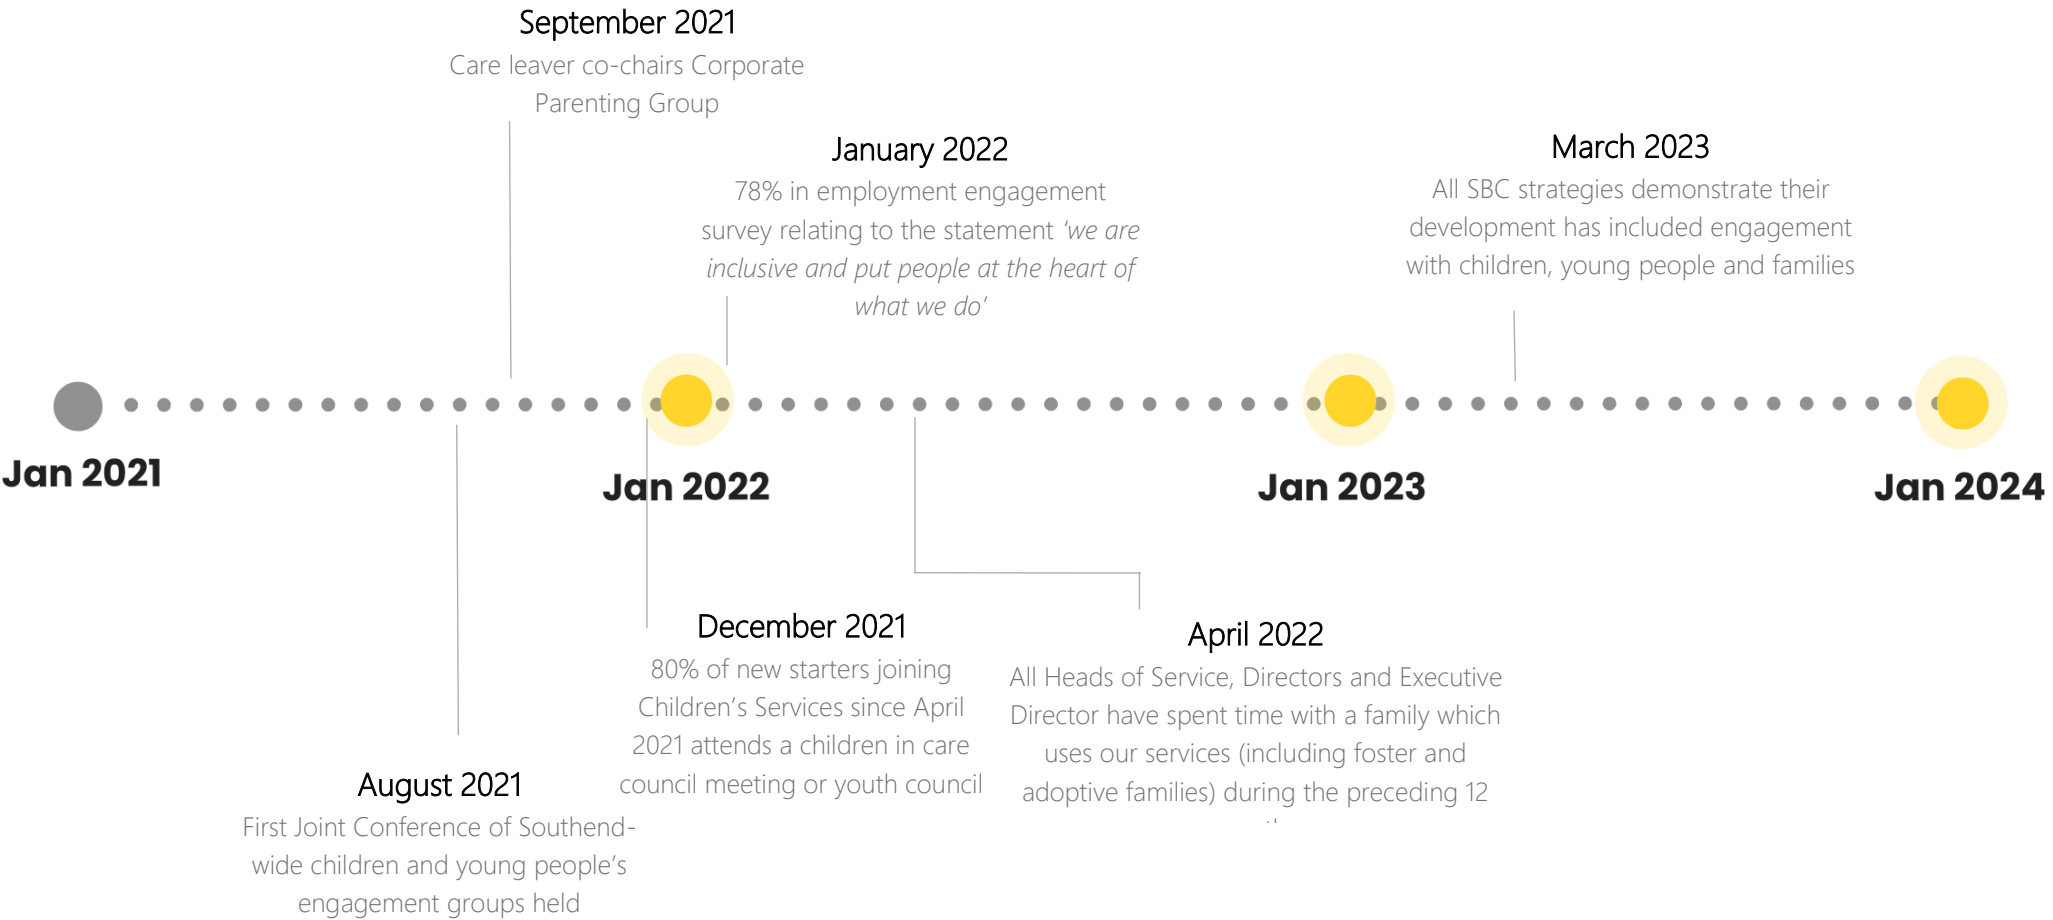 September 2021
Care leaver co-chairs Corporate
Parenting Group
January 2022
78% in employment engagement
survey relating to the statement ‘we are
inclusive and put people at the heart of
what we do’
March 2023
All SBC strategies demonstrate their
development has included engagement
with children, young people and families
Jan 2021
Jan 2022
Jan 2023
Jan 2024
August 2021
First Joint Conference of Southend-
wide children and young people’s
engagement groups held
December 2021
80% of new starters joining
Children’s Services since April
2021 attends a children in care
council meeting or youth council
April 2022
All Heads of Service, Directors and Executive
Director have spent time with a family which
uses our services (including foster and
adoptive families) during the preceding 12